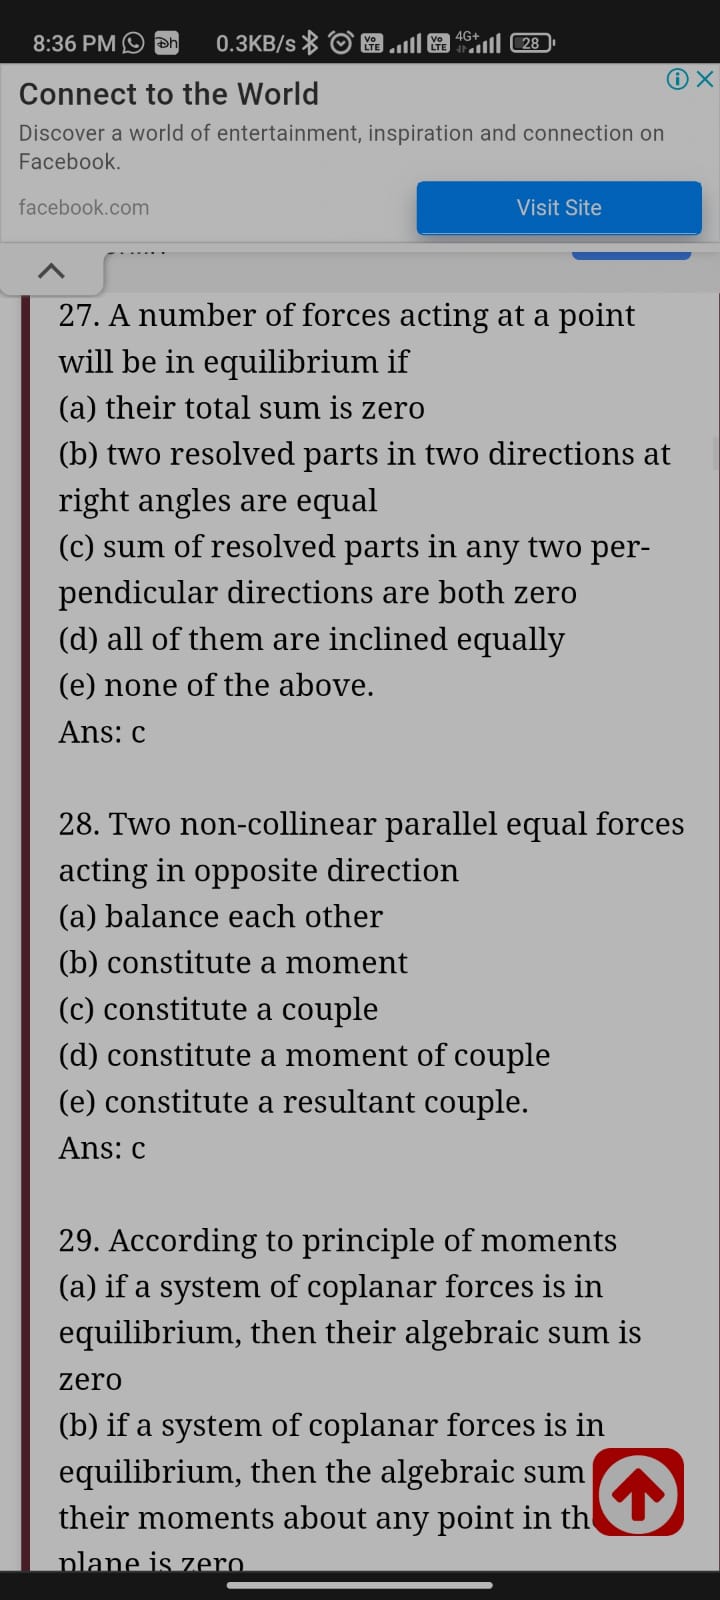 8:36 PM 0.3KB/s Vo LTE Vo LTE 4G+ 28
Connect to the World
Discover a world of entertainment, inspiration and connection on
Facebook.
facebook.com
Visit Site
27. A number of forces acting at a point
will be in equilibrium if
(a) their total sum is zero
(b) two resolved parts in two directions at
right angles are equal
(c) sum of resolved parts in any two per-
pendicular directions are both zero
(d) all of them are inclined equally
(e) none of the above.
Ans: c
28. Two non-collinear parallel equal forces
acting in opposite direction
(a) balance each other
(b) constitute a moment
(c) constitute a couple
(d) constitute a moment of couple
(e) constitute a resultant couple.
Ans: c
29. According to principle of moments
(a) if a system of coplanar forces is in
equilibrium, then their algebraic sum is
zero
(b) if a system of coplanar forces is in
equilibrium, then the algebraic sum
their moments about any point in
plane is zero